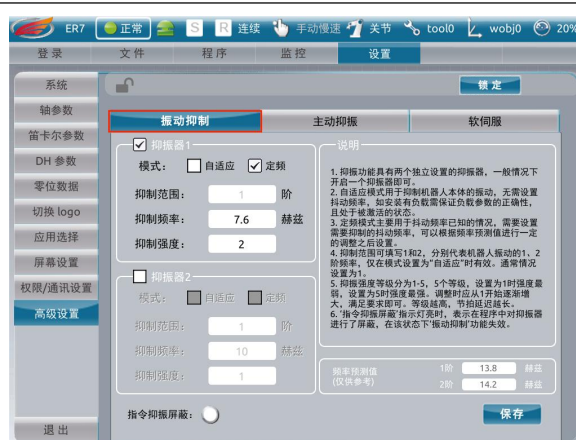 ER7 正常 S R 连续 手动慢速 关节 tool0 wobj0 20%
登录 文件 程序 监控 设置
系统
轴参数
笛卡尔参数
DH 参数
零位数据
切换 logo
应用选择
屏幕设置
权限/通讯设置
高级设置
退出
锁定
振动抑制 主动抑振 软伺服
抑振器1
模式: 自适应 定频
抑制范围: 1 阶
抑制频率: 7.6 赫兹
抑制强度: 2
抑振器2
模式: 自适应 定频
抑制范围: 1 阶
抑制频率: 10 赫兹
抑制强度: 1
指令抑振屏蔽:
说明
1. 抑振功能具有两个独立设置的抑振器，一般情况下
开启一个抑振器即可。
2. 自适应模式用于抑制机器人本体的振动，无需设置
抖动频率，如安装有负载需保证负载参数的正确性，
且处于被激活的状态。
3. 定频模式主要用于抖动频率已知的情况，需要设置
需要抑制的抖动频率，可以根据频率预测值进行一定
的调整之后设置。
4. 抑制范围可填写1和2，分别代表机器人振动的1、2
阶频率，仅在模式设置为"自适应"时有效。通常情况
设置为1。
5. 抑振强度等级分为1-5，5个等级，设置为1时强度最
弱，设置为5时强度最强。调整时应从1开始逐渐增
大，满足要求即可。等级越高，节拍延迟越长。
6. '指令抑振屏蔽'指示灯亮时，表示在程序中对抑振器
进行了屏蔽，在该状态下'振动抑制'功能失效。
频率预测值
(仅供参考)
1阶 13.8 赫兹
2阶 14.2 赫兹
保存